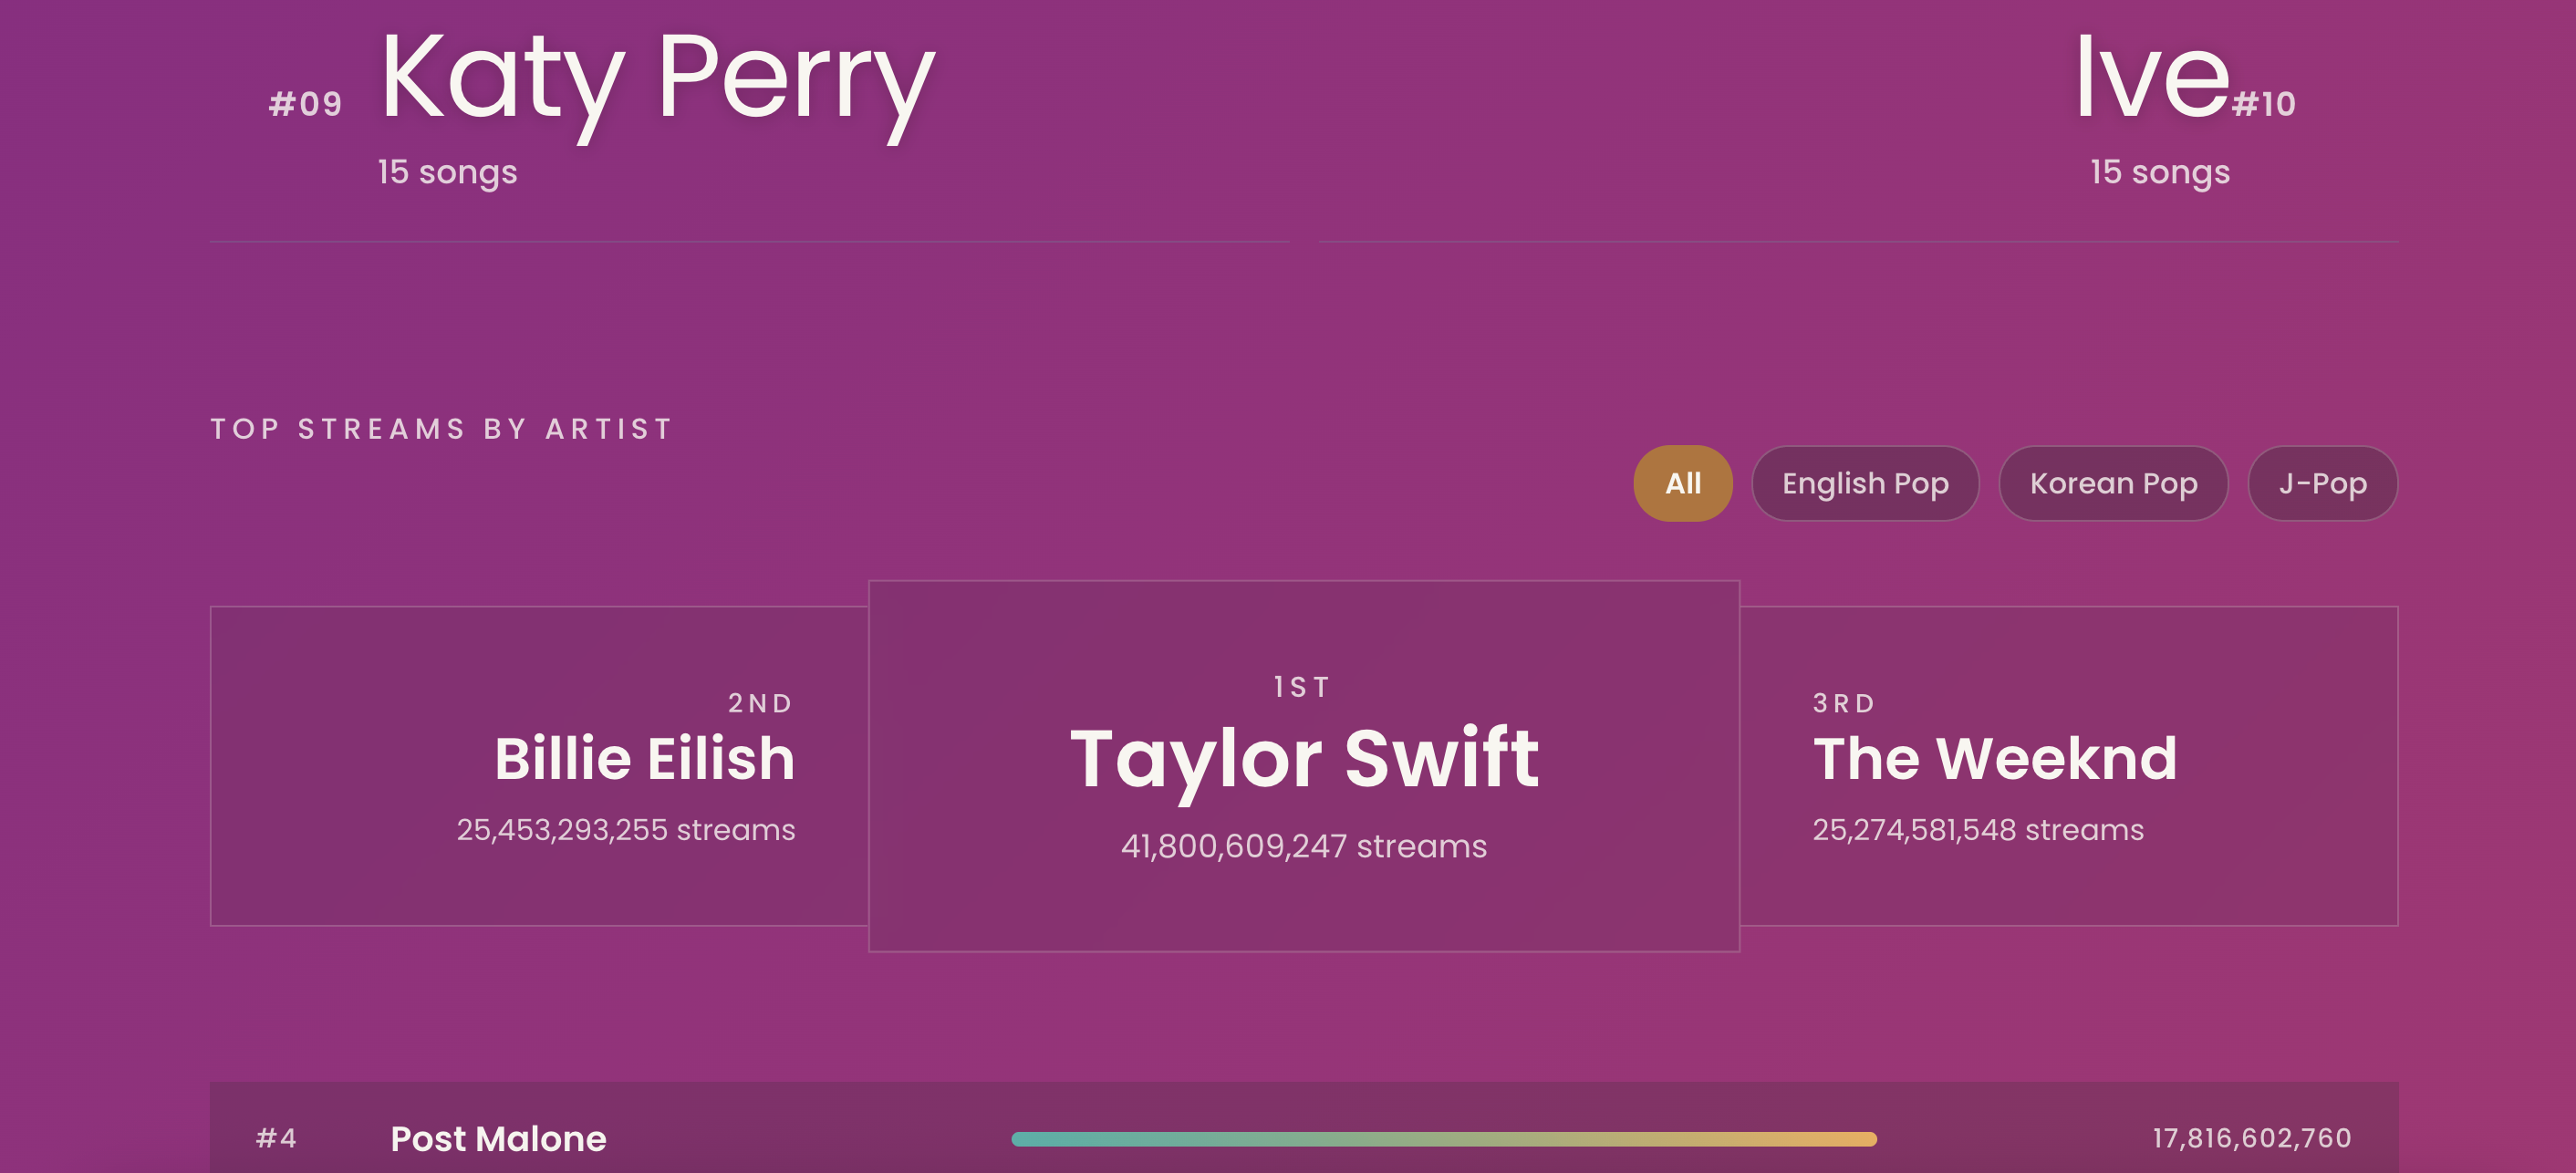 #09 Katy Perry
15 songs
Ive #10
15 songs
TOP STREAMS BY ARTIST
All
English Pop
Korean Pop
J-Pop
2ND
Billie Eilish
25,453,293,255 streams
1ST
Taylor Swift
41,800,609,247 streams
3RD
The Weeknd
25,274,581,548 streams
#4 Post Malone 17,816,602,760